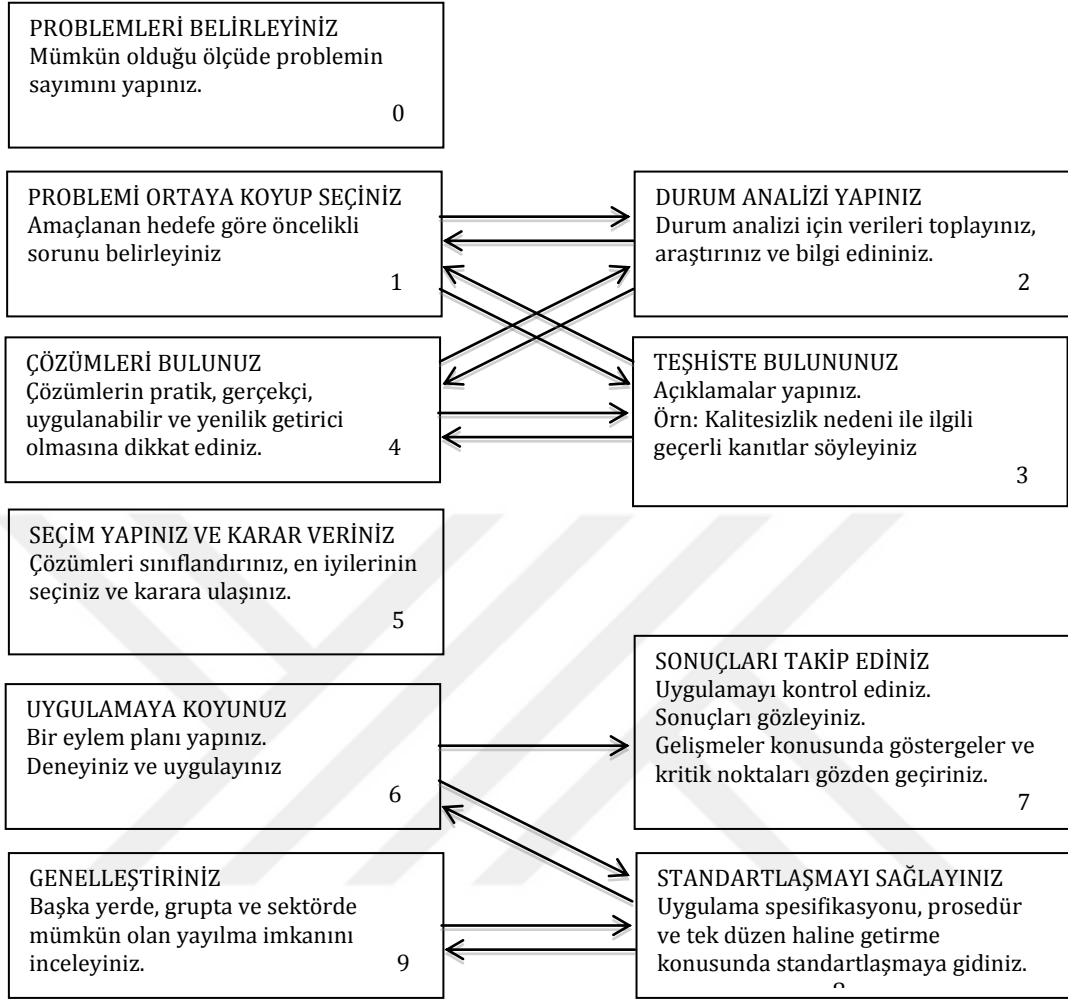 PROBLEMLERİ BELİRLEYİNİZ
Mümkün olduğu ölçüde problemin
sayımını yapınız.
0
PROBLEMİ ORTAYA KOYUP SEÇİNİZ
Amaçlanan hedefe göre öncelikli
sorunu belirleyiniz
1
DURUM ANALİZİ YAPINIZ
Durum analizi için verileri toplayınız,
araştırınız ve bilgi edininiz.
2
ÇÖZÜMLERİ BULUNUZ
Çözümlerin pratik, gerçekçi,
uygulanabilir ve yenilik getirici
olmasına dikkat ediniz. 4
TEŞHİSTE BULUNUNUZ
Açıklamalar yapınız.
Örn: Kalitesizlik nedeni ile ilgili
geçerli kanıtlar söyleyiniz
3
SEÇİM YAPINIZ VE KARAR VERİNİZ
Çözümleri sınıflandırınız, en iyilerinin
seçiniz ve karara ulaşınız.
5
UYGULAMAYA KOYUNUZ
Bir eylem planı yapınız.
Deneyiniz ve uygulayınız
6
SONUÇLARI TAKİP EDİNİZ
Uygulamayı kontrol ediniz.
Sonuçları gözleyiniz.
Gelişmeler konusunda göstergeler ve
kritik noktaları gözden geçiriniz.
7
GENELLEŞTİRİNİZ
Başka yerde, grupta ve sektörde
mümkün olan yayılma imkanını
inceleyiniz. 9
STANDARTLAŞMAYI SAĞLAYINIZ
Uygulama spesifikasyonu, prosedür
ve tek düzen haline getirme
konusunda standartlaşmaya gidiniz.